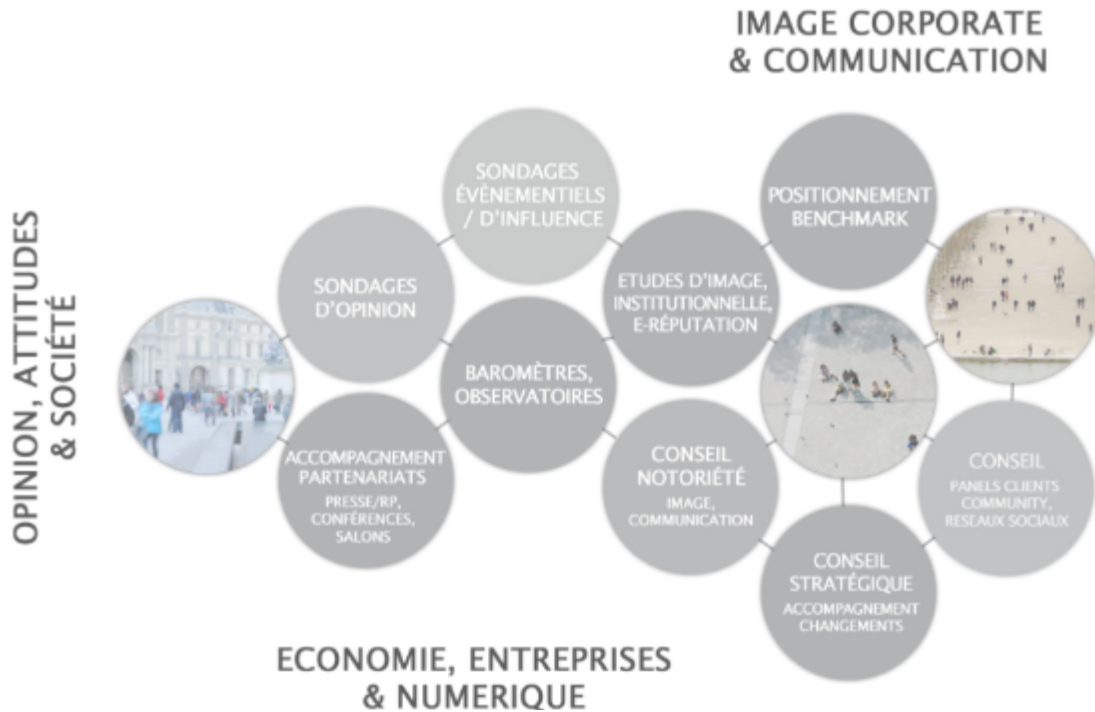 IMAGE CORPORATE
& COMMUNICATION
OPINION, ATTITUDES
& SOCIÉTÉ
SONDAGES
ÉVÈNEMENTIELS
/ D'INFLUENCE
POSITIONNEMENT
BENCHMARK
SONDAGES
D'OPINION
ETUDES D'IMAGE,
INSTITUTIONNELLE,
E-RÉPUTATION
BAROMÈTRES,
OBSERVATOIRES
ACCOMPAGNEMENT
PARTENARIATS
PRESSE/RP,
CONFÉRENCES,
SALONS
CONSEIL
NOTORIÉTÉ
IMAGE,
COMMUNICATION
CONSEIL
PANELS CLIENTS
COMMUNITY,
RESEAUX SOCIAUX
CONSEIL
STRATÉGIQUE
ACCOMPAGNEMENT
CHANGEMENTS
ECONOMIE, ENTREPRISES
& NUMERIQUE